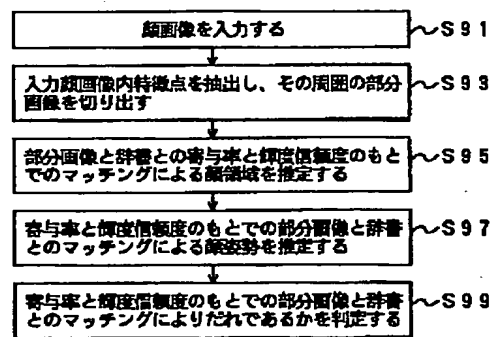 顔画像を入力する ～S91
入力顔画像内特徴点を抽出し、その周囲の部分 ～S93
画像を切り出す
部分画像と辞書との寄与率と輝度信頼度のもと ～S95
でのマッチングによる顔領域を推定する
寄与率と輝度信頼度のもとでの部分画像と辞書 ～S97
とのマッチングによる顔姿勢を推定する
寄与率と輝度信頼度のもとでの部分画像と辞書 ～S99
とのマッチングによりだれであるかを判定する